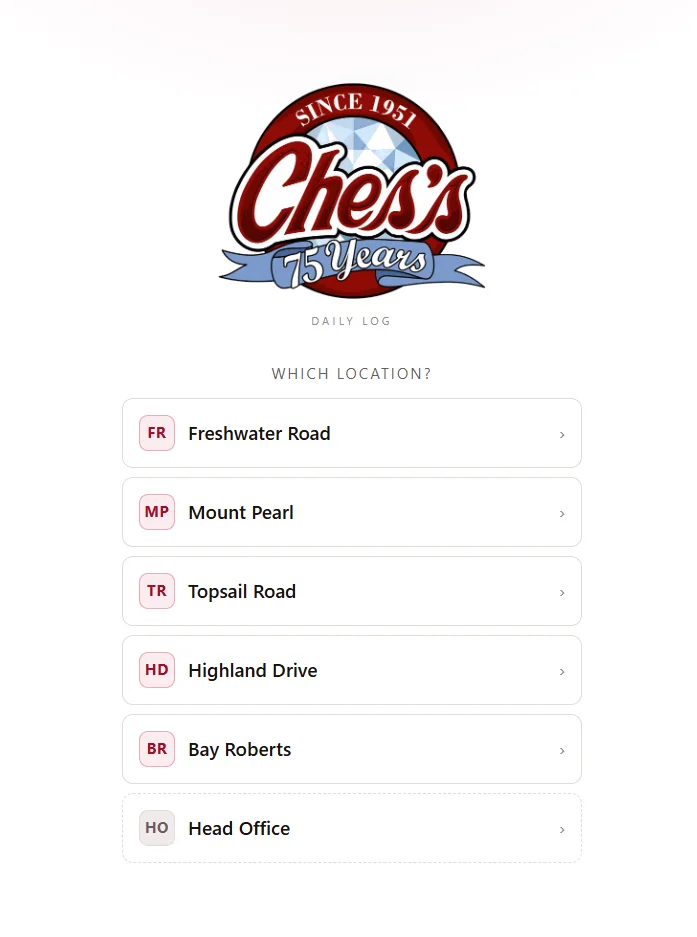 SINCE 1951
Ches's
75 Years
DAILY LOG
WHICH LOCATION?
FR Freshwater Road ›
MP Mount Pearl ›
TR Topsail Road ›
HD Highland Drive ›
BR Bay Roberts ›
HO Head Office ›